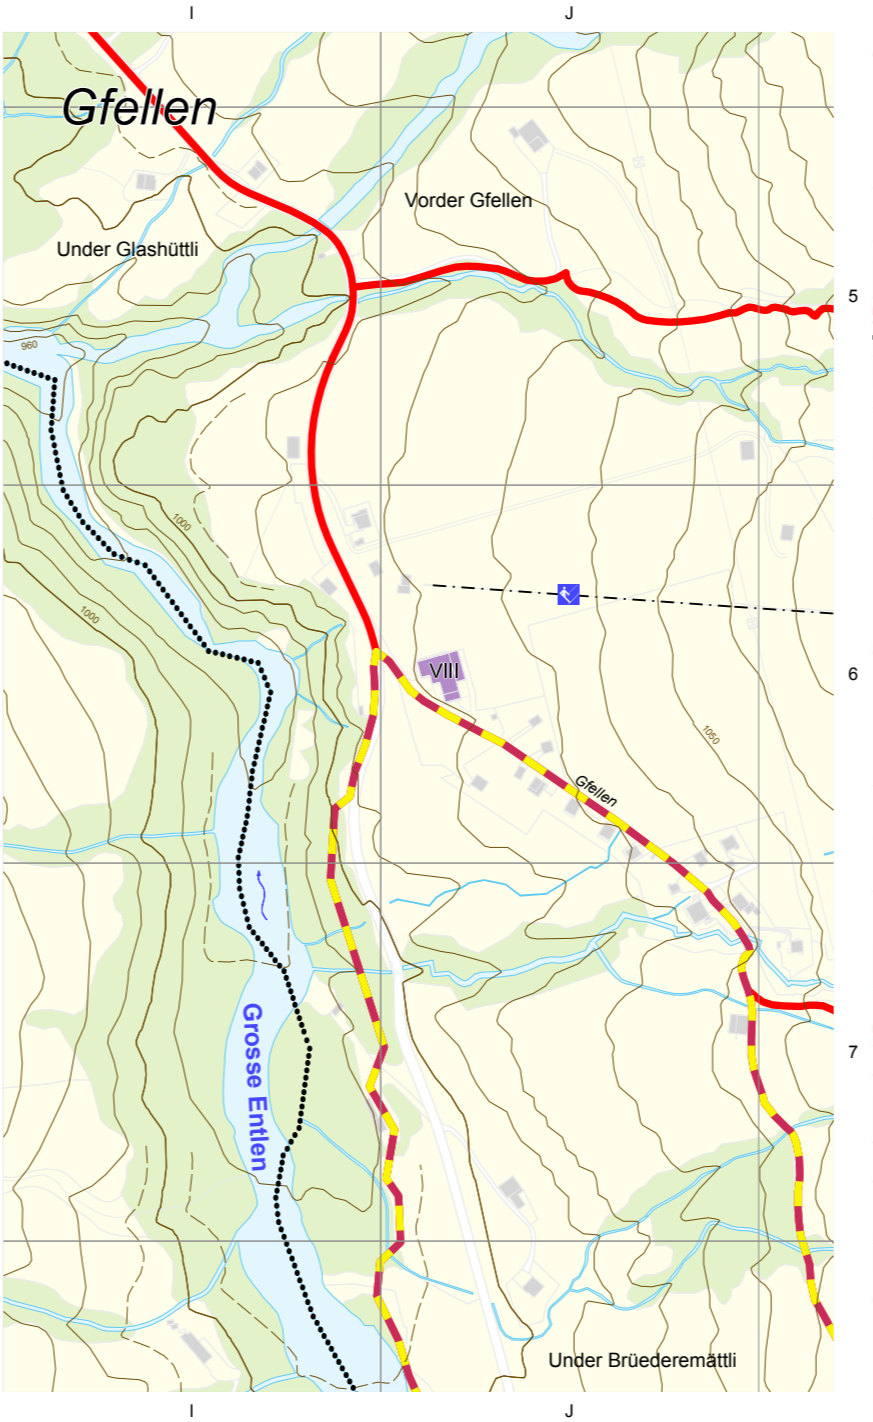 I
J
Gfellen
Vorder Gfellen
Under Glashüttli
5
960
1000
1000
VIII
6
1050
Gfellen
Grosse Entlen
7
Under Brüederemättli
I
J